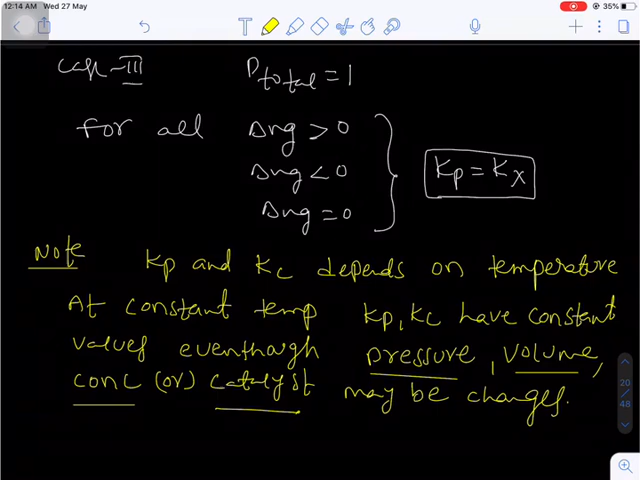 12:14 AM Wed 27 May
35%
Case-III Ptotal = 1
for all Δng > 0
Δng < 0
Kp = Kx
Δng = 0
Note Kp and Kc depends on temperature
At constant temp Kp, Kc have constant
values eventhough pressure, volume,
conc (or) catalyst may be changes.
20
48